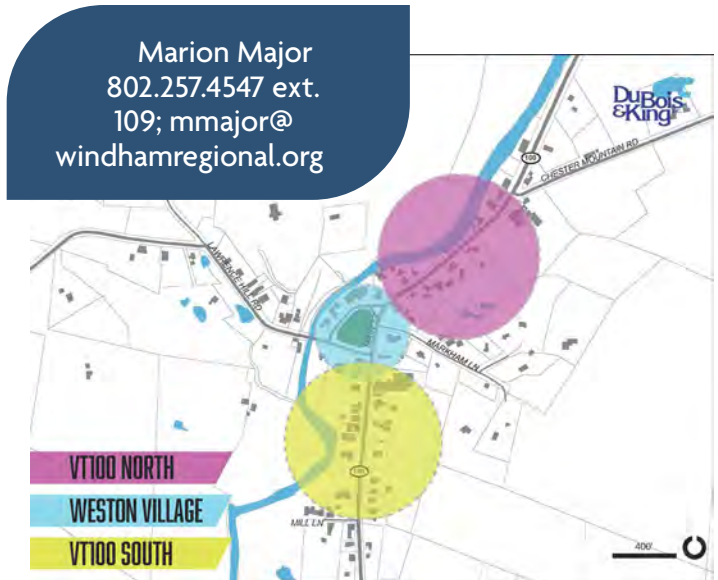 Marion Major
802.257.4547 ext.
109; mmajor@
windhamregional.org
DuBois
&King
100
CHESTER MOUNTAIN RD
LAWRENCE HILL RD
MARKHAM LN
VT100 NORTH
WESTON VILLAGE
VT100 SOUTH
100
MILL LN
400'